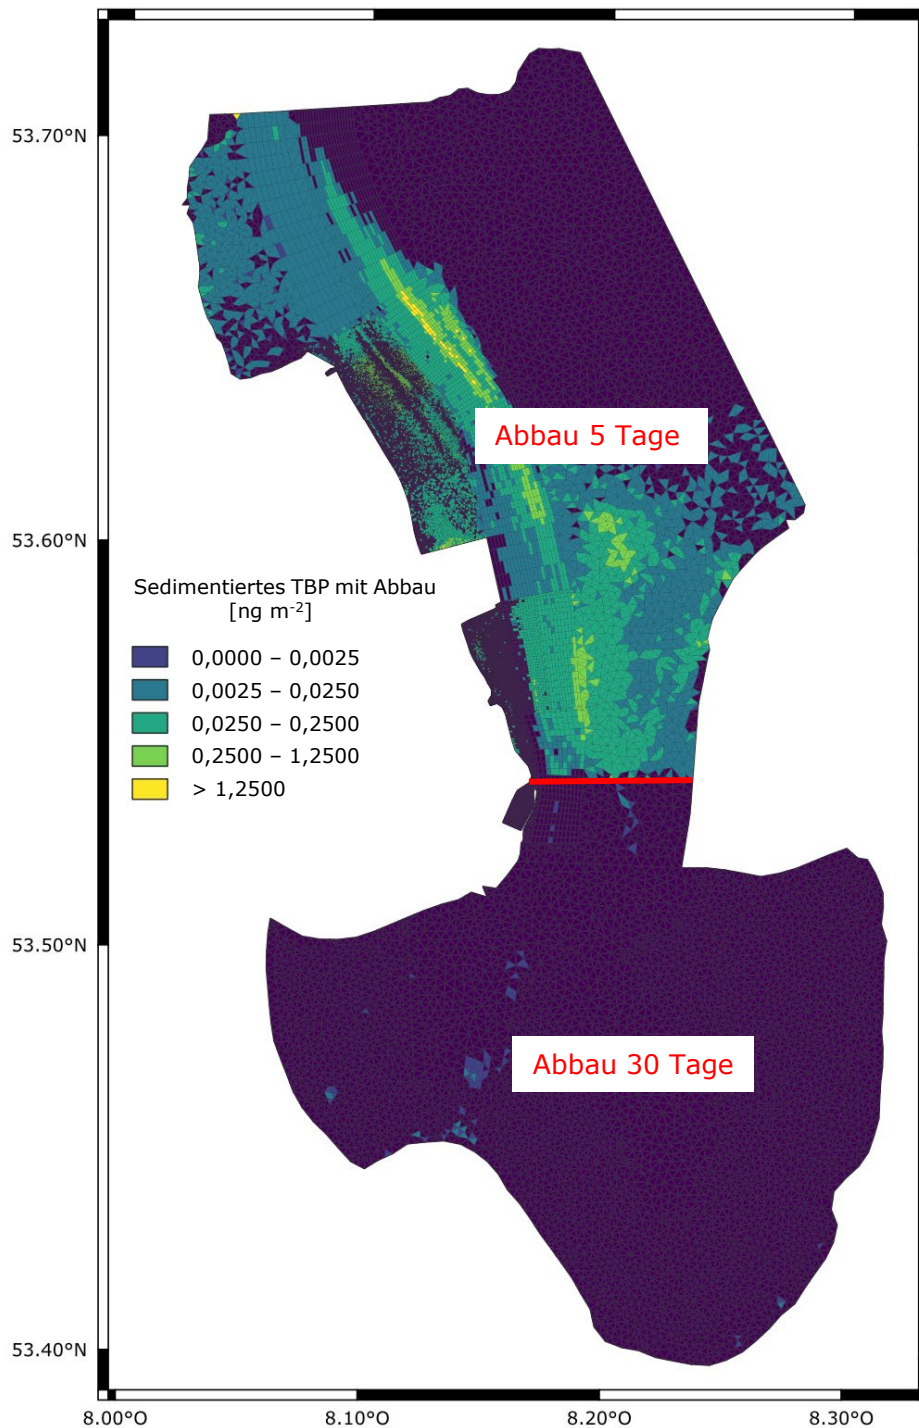 53.70°N
Abbau 5 Tage
53.60°N
Sedimentiertes TBP mit Abbau
[ng m⁻²]
0,0000 – 0,0025
0,0025 – 0,0250
0,0250 – 0,2500
0,2500 – 1,2500
> 1,2500
53.50°N
Abbau 30 Tage
53.40°N
8.00°O 8.10°O 8.20°O 8.30°O